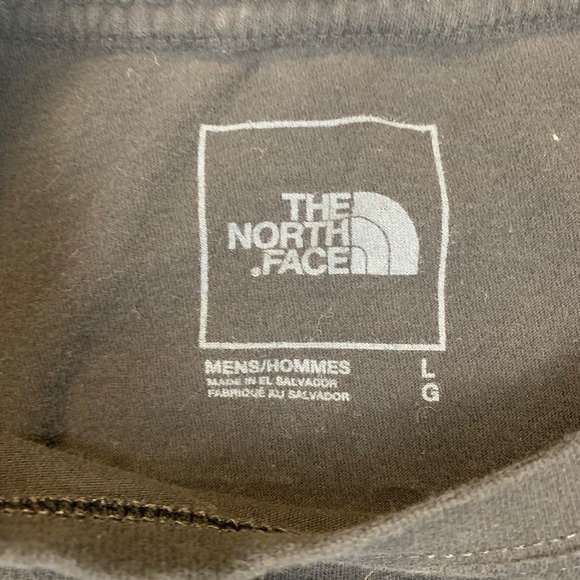 THE
NORTH
FACE
MENS/HOMMES L
MADE IN EL SALVADOR G
FABRIQUÉ AU SALVADOR